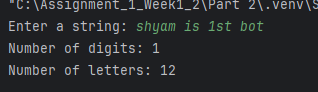 "C:\Assignment_1_Week1_2\Part 2\.venv\S
Enter a string: shyam is 1st bot
Number of digits: 1
Number of letters: 12